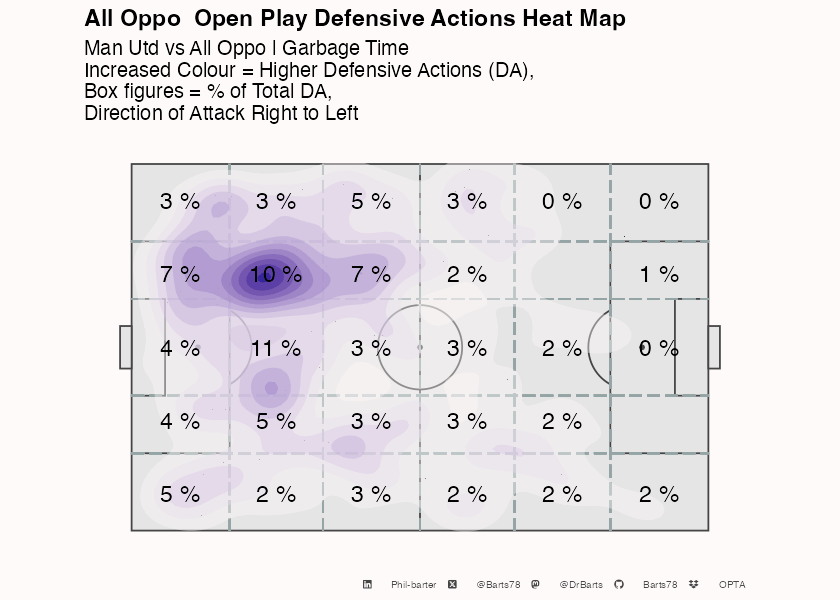 All Oppo  Open Play Defensive Actions Heat Map
Man Utd vs All Oppo | Garbage Time
Increased Colour = Higher Defensive Actions (DA),
Box figures = % of Total DA,
Direction of Attack Right to Left
3 % 3 % 5 % 3 % 0 % 0 %
7 % 10 % 7 % 2 % 1 %
4 % 11 % 3 % 3 % 2 % 0 %
4 % 5 % 3 % 3 % 2 %
5 % 2 % 3 % 2 % 2 % 2 %
Phil-barter @Barts78 @DrBarts Barts78 OPTA